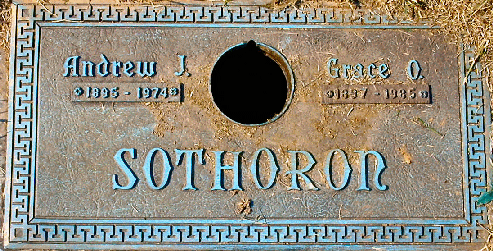 Andrew J. Grace O.
1895 - 1974 1897 - 1985
SOTHORON